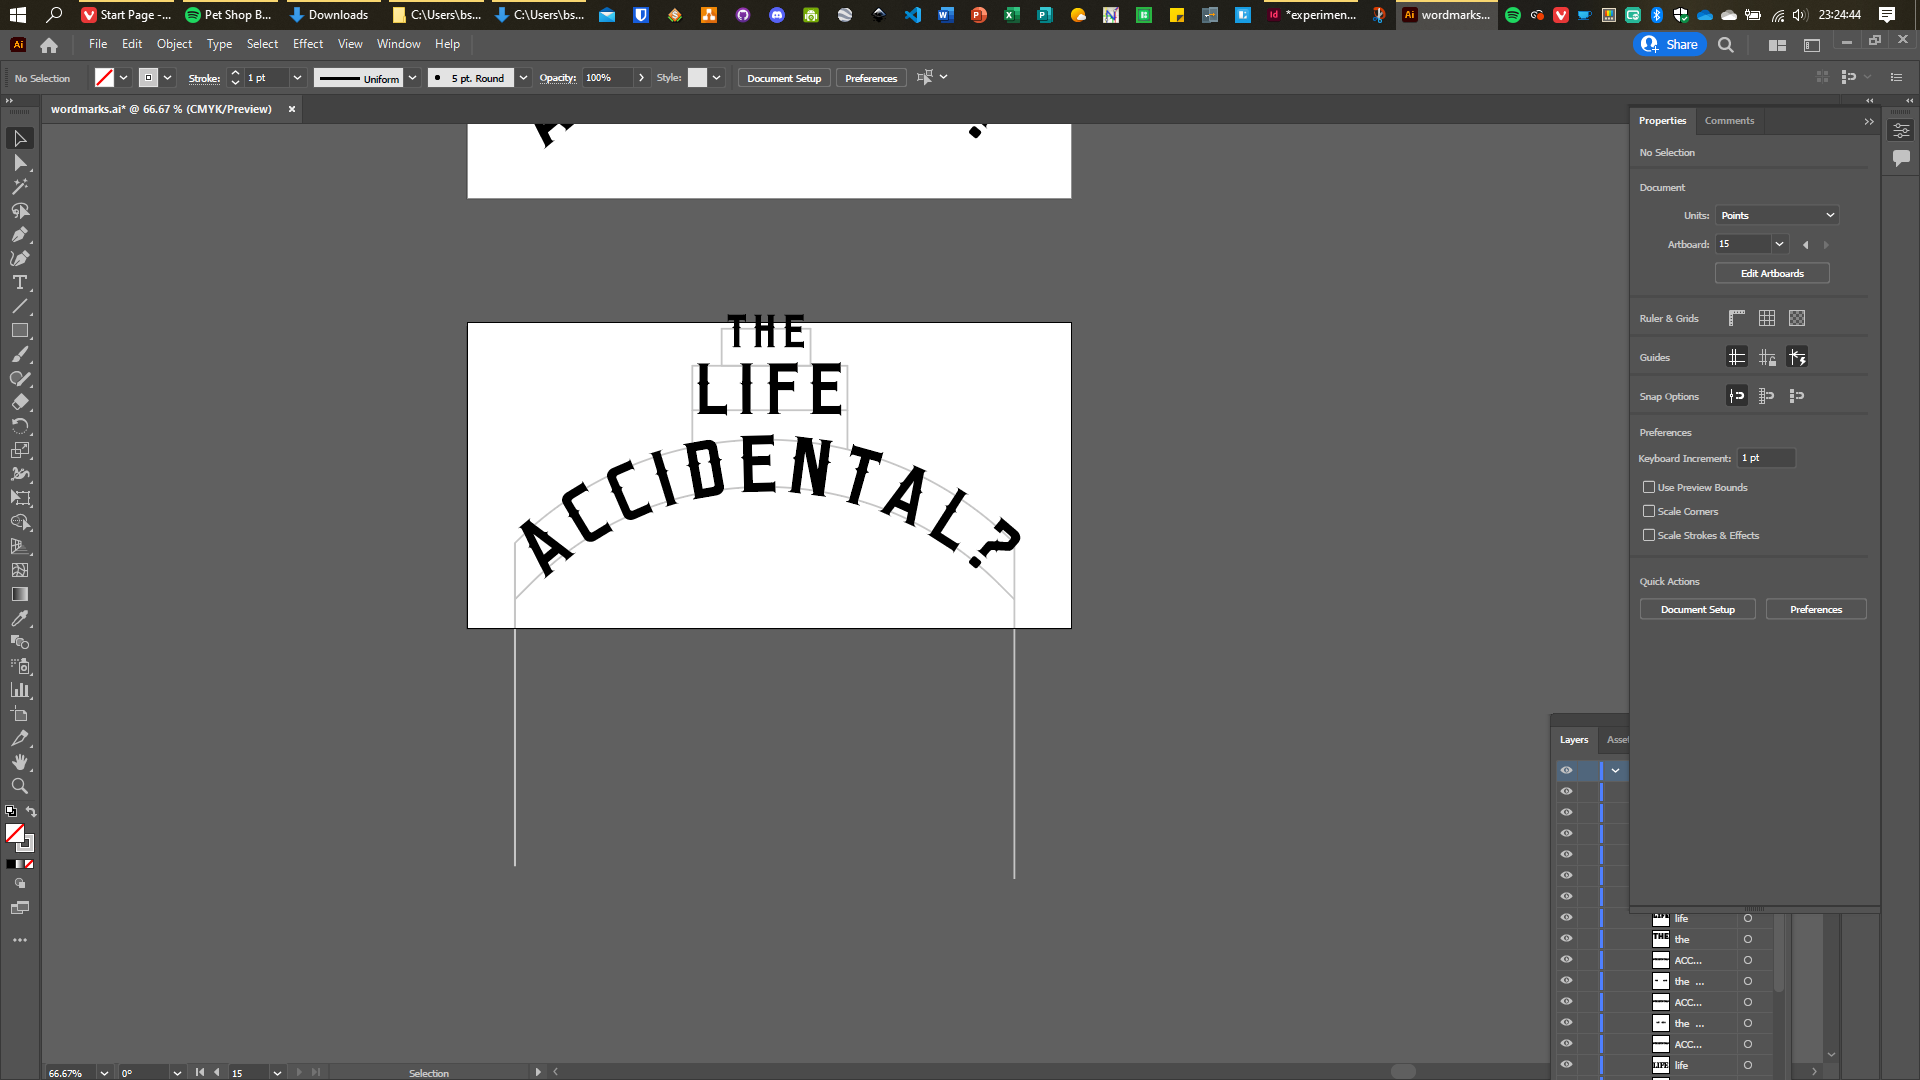 Start Page -...
Pet Shop B...
Downloads
C:\Users\bs...
C:\Users\bs...
*experimen...
wordmarks...
23:24:44
Ai
File Edit Object Type Select Effect View Window Help
Share
No Selection
Stroke: 1 pt
Uniform
5 pt. Round
Opacity: 100%
Style:
Document Setup
Preferences
wordmarks.ai* @ 66.67 % (CMYK/Preview) ×
THE
LIFE
ACCIDENTAL?
Properties Comments
No Selection
Document
Units: Points
Artboard: 15
Edit Artboards
Ruler & Grids
Guides
Snap Options
Preferences
Keyboard Increment: 1 pt
Use Preview Bounds
Scale Corners
Scale Strokes & Effects
Quick Actions
Document Setup Preferences
Layers Asset
life
the
ACC...
the ...
ACC...
the ...
ACC...
life
66.67% 0° 15 Selection